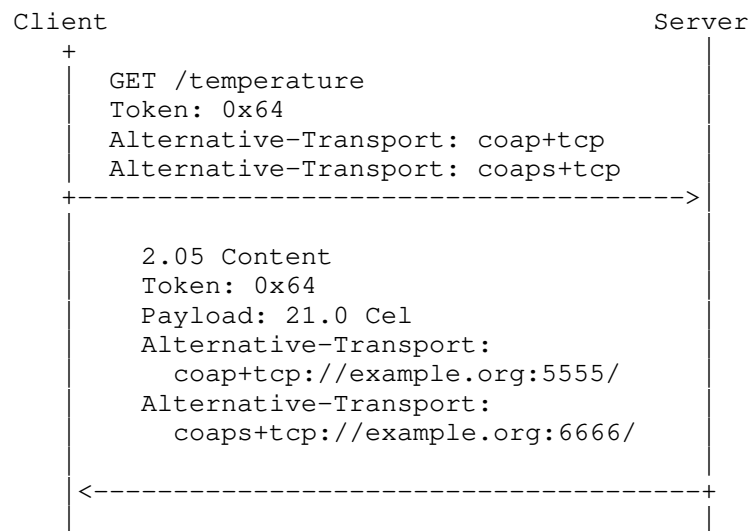 Client Server
GET /temperature
Token: 0x64
Alternative-Transport: coap+tcp
Alternative-Transport: coaps+tcp
2.05 Content
Token: 0x64
Payload: 21.0 Cel
Alternative-Transport:
coap+tcp://example.org:5555/
Alternative-Transport:
coaps+tcp://example.org:6666/